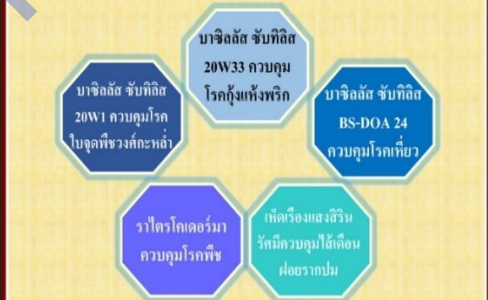 บาซิลลัส ซับทิลิส
20W33 ควบคุม
โรคกุ้งแห้งพริก
บาซิลลัส ซับทิลิส
20W1 ควบคุมโรค
ใบจุดพืชวงศ์กะหล่ำ
บาซิลลัส ซับทิลิส
BS-DOA 24
ควบคุมโรคเหี่ยว
ราไตรโคเดอร์มา
ควบคุมโรคพืช
เห็ดเรืองแสงสิริน
รัศมีควบคุมไส้เดือน
ฝอยรากปม